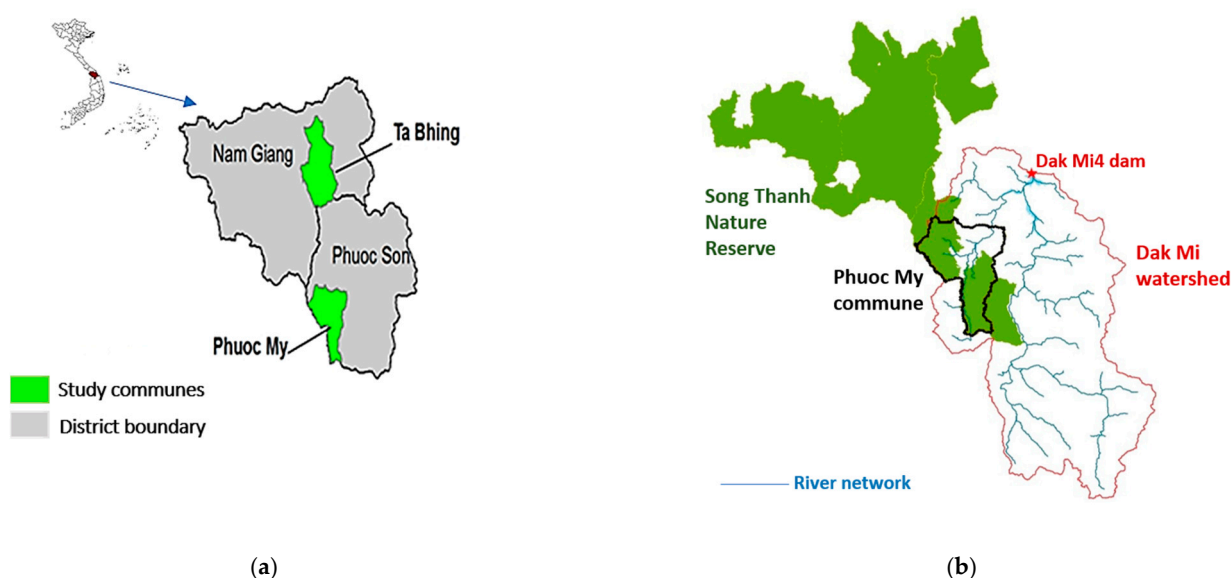 Nam Giang
Ta Bhing
Phuoc Son
Phuoc My
Study communes
District boundary
(a)
Dak Mi4 dam
Song Thanh
Nature
Reserve
Dak Mi
watershed
Phuoc My
commune
River network
(b)